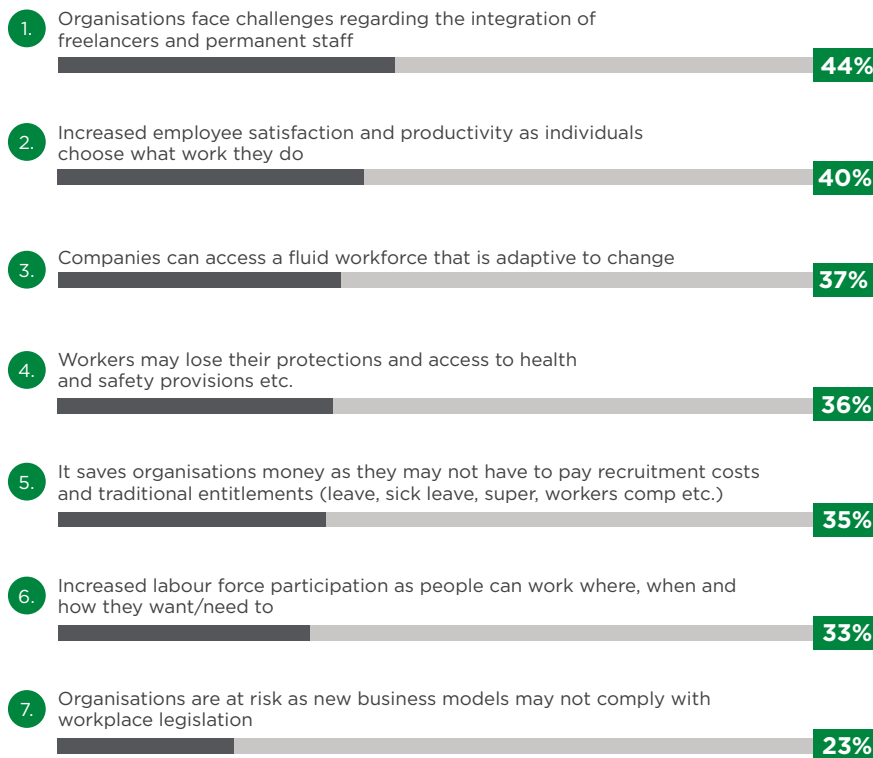 1.
Organisations face challenges regarding the integration of
freelancers and permanent staff
44%
2.
Increased employee satisfaction and productivity as individuals
choose what work they do
40%
3.
Companies can access a fluid workforce that is adaptive to change
37%
4.
Workers may lose their protections and access to health
and safety provisions etc.
36%
5.
It saves organisations money as they may not have to pay recruitment costs
and traditional entitlements (leave, sick leave, super, workers comp etc.)
35%
6.
Increased labour force participation as people can work where, when and
how they want/need to
33%
7.
Organisations are at risk as new business models may not comply with
workplace legislation
23%